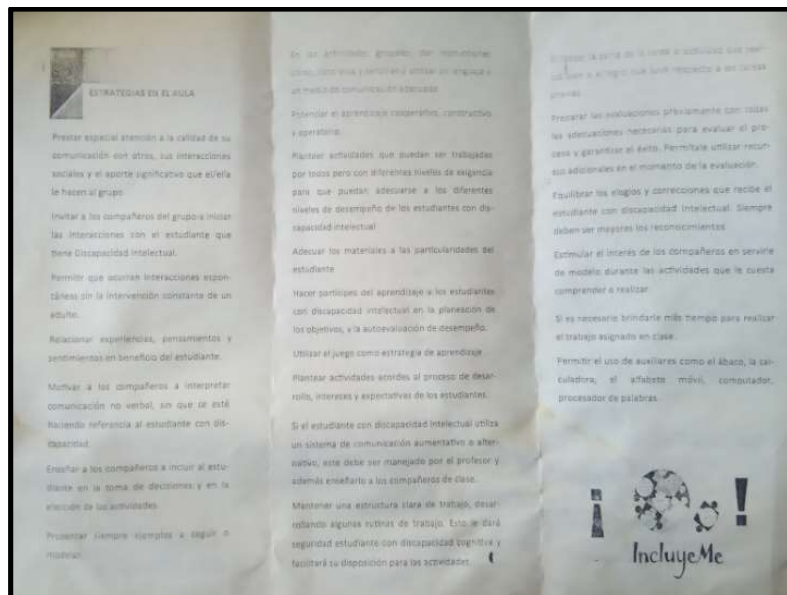 ESTRATEGIAS EN EL AULA
Prestar especial atención a la calidad de su
comunicación con otros, sus interacciones
sociales y el aporte significativo que el/ella
le hacen al grupo
Invitar a los compañeros del grupo a iniciar
las interacciones con el estudiante que
tiene Discapacidad Intelectual.
Permitir que ocurran interacciones espon-
táneas sin la intervención constante de un
adulto.
Relacionar experiencias, pensamientos y
sentimientos en beneficio del estudiante.
Motivar a los compañeros a interpretar
comunicación no verbal, sin que se esté
haciendo referencia al estudiante con dis-
capacidad
Enseñar a los compañeros a incluir al estu-
diante en la toma de decisiones y en la
elección de las actividades.
Presentar siempre ejemplos a seguir o
modelos
En las actividades grupales, dar instrucciones
claras, concretas y sencillas y utilizar un lenguaje y
un medio de comunicación adecuado
Potenciar el aprendizaje cooperativo, constructivo
y operatorio
Plantear actividades que puedan ser trabajadas
por todos pero con diferentes niveles de exigencia
para que puedan adecuarse a los diferentes
niveles de desempeño de los estudiantes con dis-
capacidad intelectual
Adecuar los materiales a las particularidades del
estudiante
Hacer partícipes del aprendizaje a los estudiantes
con discapacidad intelectual en la planeación de
los objetivos, y la autoevaluación de desempeño.
Utilizar el juego como estrategia de aprendizaje
Plantear actividades acordes al proceso de desar-
rollo, intereses y expectativas de los estudiantes.
Si el estudiante con discapacidad intelectual utiliza
un sistema de comunicación aumentativo o alter-
nativo, este debe ser manejado por el profesor y
además enseñarlo a los compañeros de clase.
Mantener una estructura clara de trabajo, desar-
rollando algunas rutinas de trabajo. Esto le dará
seguridad estudiante con discapacidad cognitiva y
facilitará su disposición para las actividades.
la parte de la tarea o actividad que
bien o el logro que tuvo respecto a las tareas
previas
Preparar las evaluaciones previamente con todas
las adecuaciones necesarias para evaluar el pro-
ceso y garantizar el éxito. Permítale utilizar recur-
sos adicionales en el momento de la evaluación.
Equilibrar los elogios y correcciones que recibe el
estudiante con discapacidad intelectual. Siempre
deben ser mayores los reconocimientos
Estimular el interés de los compañeros en servirle
de modelo durante las actividades que le cuesta
comprender o realizar
Si es necesario brindarle más tiempo para realizar
el trabajo asignado en clase.
Permitir el uso de auxiliares como el ábaco, la cal-
culadora, el alfabeto móvil, computador,
procesador de palabras.
¡ !
IncluyeMe